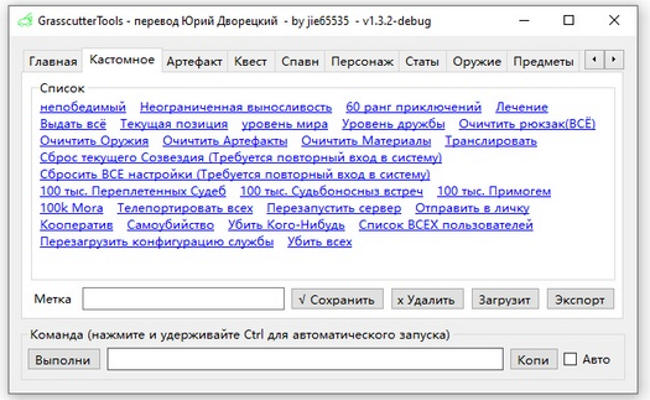 GrasscutterTools - перевод Юрий Дворецкий - by jie65535 - v1.3.2-debug
Главная Кастомное Артефакт Квест Спавн Персонаж Статы Оружие Предметы
Список
непобедимый Неограниченная выносливость 60 ранг приключений Лечение
Выдать всё Текущая позиция уровень мира Уровень дружбы Очитить рюкзак(ВСЁ)
Очитить Оружия Очитить Артефакты Очитить Материалы Транслировать
Сброс текущего Созвездия (Требуется повторный вход в систему)
Сбросить ВСЕ настройки (Требуется повторный вход в систему)
100 тыс. Переплетенных Судеб 100 тыс. Судьбоносныз встреч 100 тыс. Примогем
100k Mora Телепортировать всех Перезапустить сервер Отправить в личку
Кооператив Самоубийство Убить Кого-Нибудь Список ВСЕХ пользователей
Перезагрузить конфигурацию службы Убить всех
Метка √ Сохранить x Удалить Загрузит Экспорт
Команда (нажмите и удерживайте Ctrl для автоматического запуска)
Выполни Копи Авто